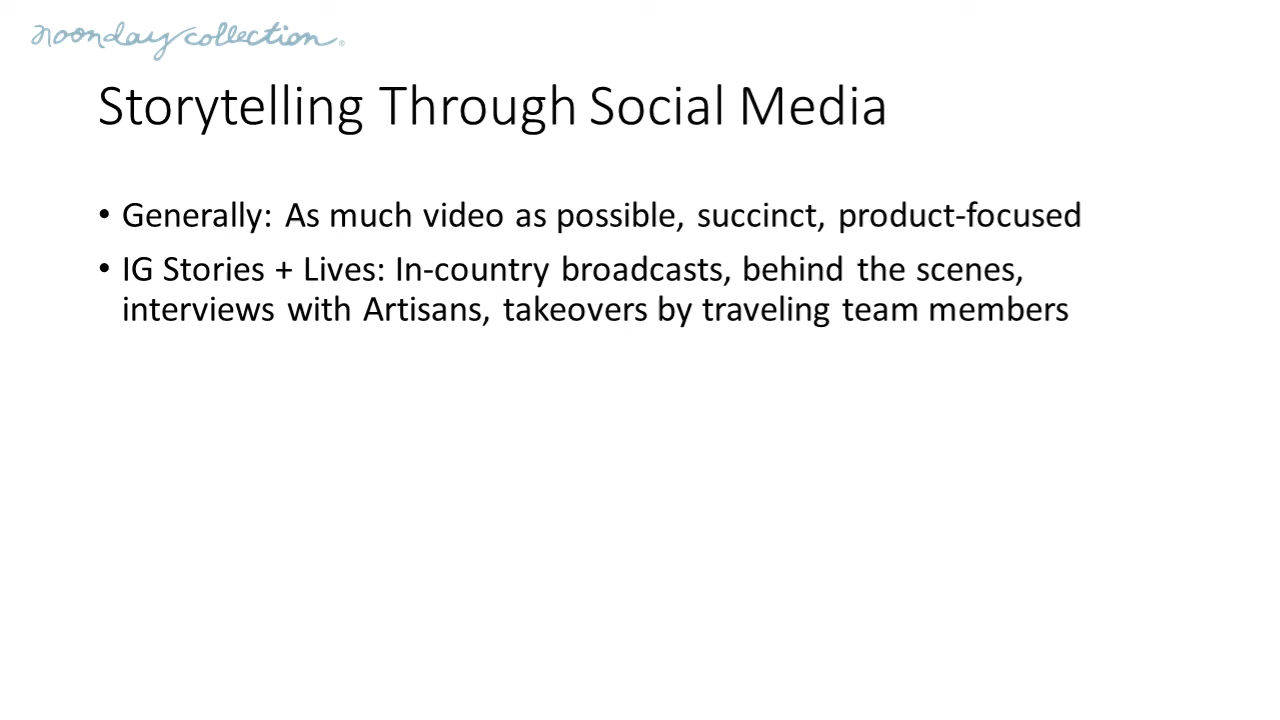 noonday collection®
Storytelling Through Social Media
• Generally: As much video as possible, succinct, product-focused
• IG Stories + Lives: In-country broadcasts, behind the scenes,
interviews with Artisans, takeovers by traveling team members